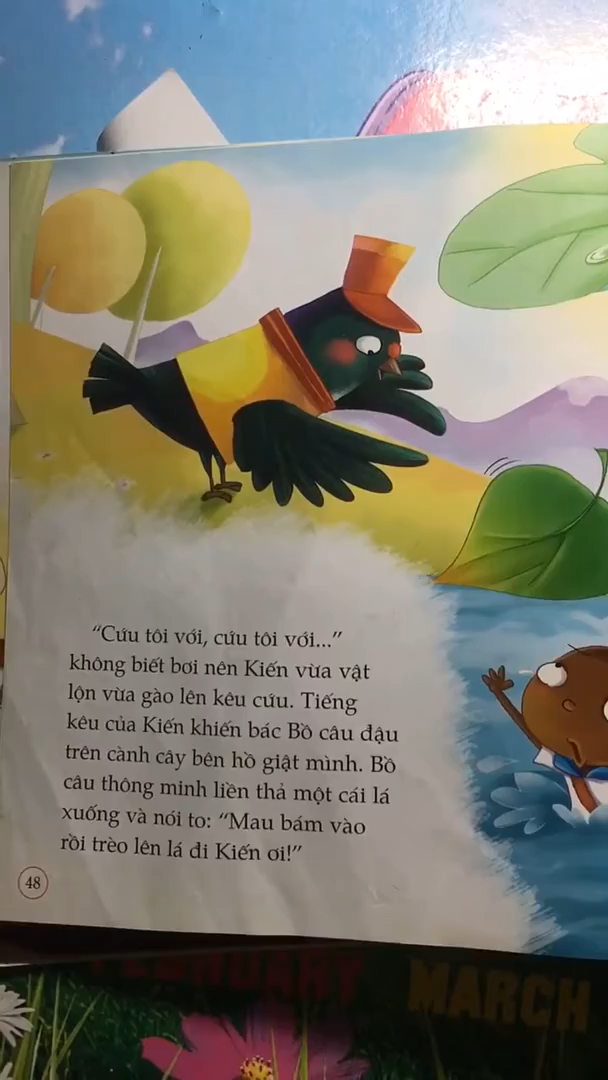 “Cứu tôi với, cứu tôi với...”
không biết bơi nên Kiến vừa vật
lộn vừa gào lên kêu cứu. Tiếng
kêu của Kiến khiến bác Bồ câu đậu
trên cành cây bên hồ giật mình. Bồ
câu thông minh liền thả một cái lá
xuống và nói to: “Mau bám vào
rồi trèo lên lá đi Kiến ơi!”
48
FEBRUARY MARCH